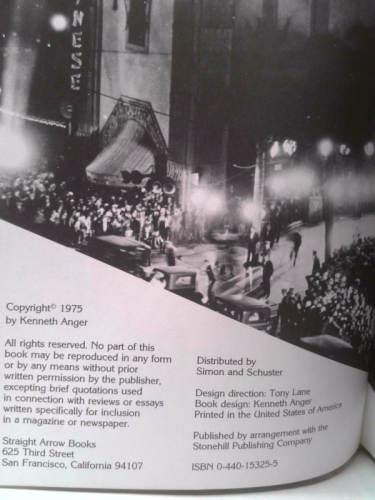 NESE
Copyright© 1975
by Kenneth Anger
All rights reserved. No part of this
book may be reproduced in any form
or by any means without prior
written permission by the publisher,
excepting brief quotations used
in connection with reviews or essays
written specifically for inclusion
in a magazine or newspaper.
Straight Arrow Books
625 Third Street
San Francisco, California 94107
Distributed by
Simon and Schuster
Design direction: Tony Lane
Book design: Kenneth Anger
Printed in the United States of America
Published by arrangement with the
Stonehill Publishing Company
ISBN 0-440-15325-5